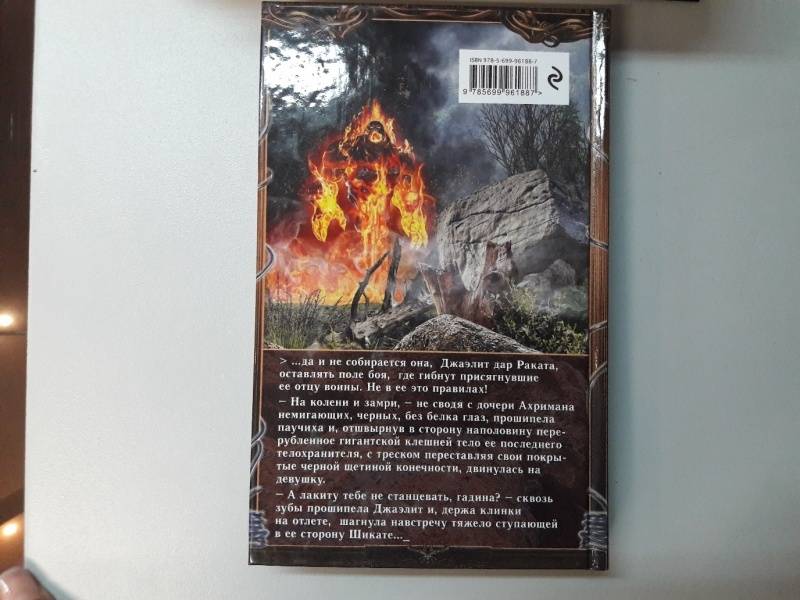 ISBN 978-5-699-96188-7
9 785699 961887 >
> ...да и не собирается она, Джаэлит дар Раката,
оставлять поле боя, где гибнут присягнувшие
ее отцу воины. Не в ее это правилах!
– На колени и замри, – не сводя с дочери Ахримана
немигающих, черных, без белка глаз, прошипела
паучиха и, отшвырнув в сторону наполовину пере-
рубленное гигантской клешней тело ее последнего
телохранителя, с треском переставляя свои покры-
тые черной щетиной конечности, двинулась на
девушку.
– А лакиту тебе не станцевать, гадина? – сквозь
зубы прошипела Джаэлит и, держа клинки
на отлете, шагнула навстречу тяжело ступающей
в ее сторону Шикате..._